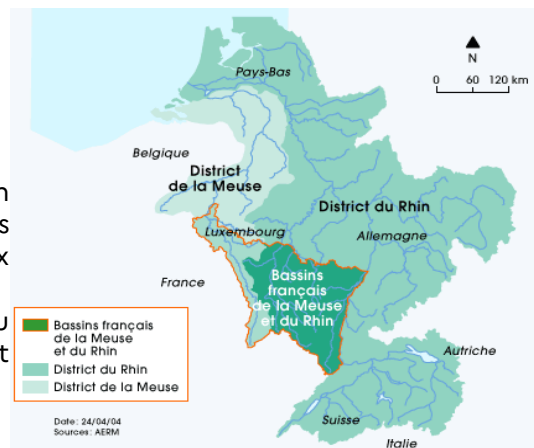 Pays-Bas
N
0 60 120 km
Belgique
District
de la Meuse
District du Rhin
Luxembourg
Allemagne
France
Bassins
français
de la Meuse
et du Rhin
n
s
x
u
t
Bassins français
de la Meuse
et du Rhin
District du Rhin
District de la Meuse
Autriche
Suisse
Italie
Date: 24/04/04
Sources: AERM